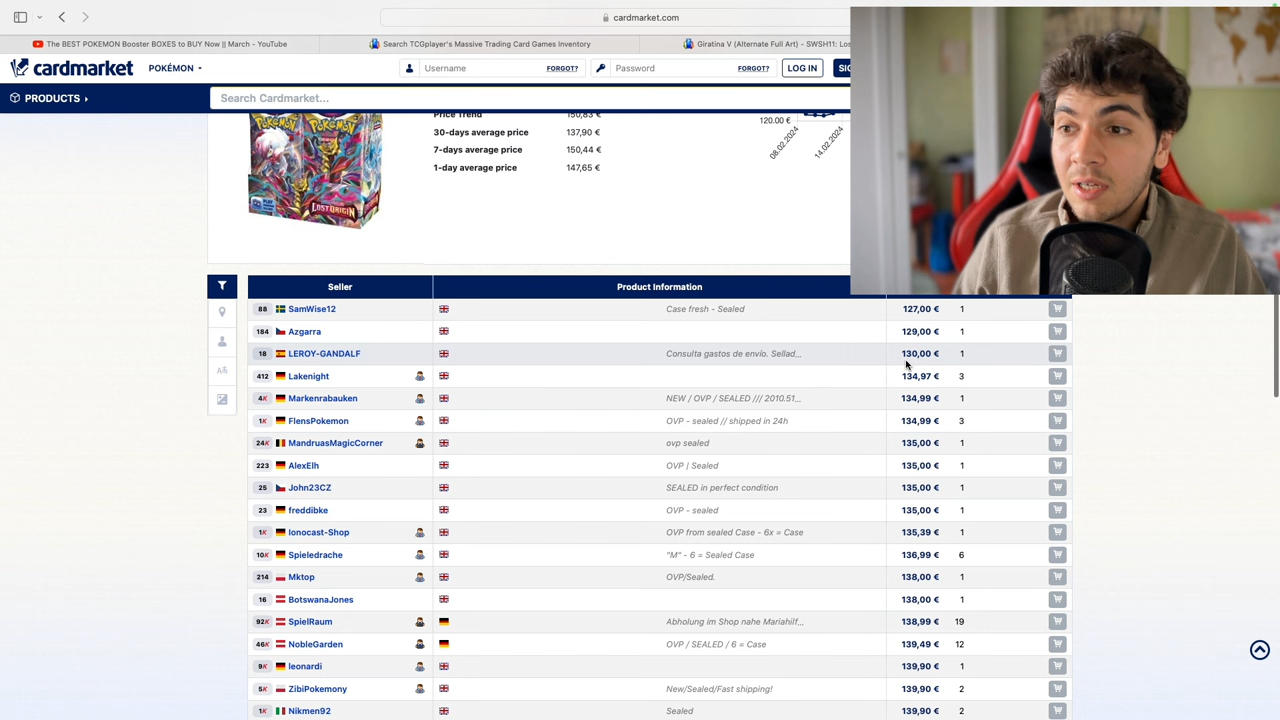 cardmarket.com
The BEST POKEMON Booster BOXES to BUY Now || March - YouTube
Search TCGplayer's Massive Trading Card Games Inventory
Giratina V (Alternate Full Art) - SWSH11: Los
cardmarket POKÉMON Username FORGOT? Password FORGOT? LOG IN
PRODUCTS Search Cardmarket...
Price Trend 150,83 €
30-days average price 137,90 €
7-days average price 150,44 €
1-day average price 147,65 €
120.00 €
08.02.2024
14.02.2024
POKÉMON POKÉMON
LOST ORIGIN
Seller Product Information
88 SamWise12 Case fresh - Sealed 127,00 € 1
184 Azgarra 129,00 € 1
18 LEROY-GANDALF Consulta gastos de envío. Sellad... 130,00 € 1
412 Lakenight 134,97 € 3
4K Markenrabauken NEW / OVP / SEALED /// 2010.51... 134,99 € 1
1K FlensPokemon OVP - sealed // shipped in 24h 134,99 € 3
24K MandruasMagicCorner ovp sealed 135,00 € 1
223 AlexElh OVP | Sealed 135,00 € 1
25 John23CZ SEALED in perfect condition 135,00 € 1
23 freddibke OVP - sealed 135,00 € 1
1K Ionocast-Shop OVP from sealed Case - 6x = Case 135,39 € 1
10K Spieledrache "M" - 6 = Sealed Case 136,99 € 6
214 Mktop OVP/Sealed. 138,00 € 1
16 BotswanaJones 138,00 € 1
92K SpielRaum Abholung im Shop nahe Mariahilf... 138,99 € 19
46K NobleGarden OVP / SEALED / 6 = Case 139,49 € 12
9K leonardi 139,90 € 1
5K ZibiPokemony New/Sealed/Fast shipping! 139,90 € 2
1K Nikmen92 Sealed 139,90 € 2